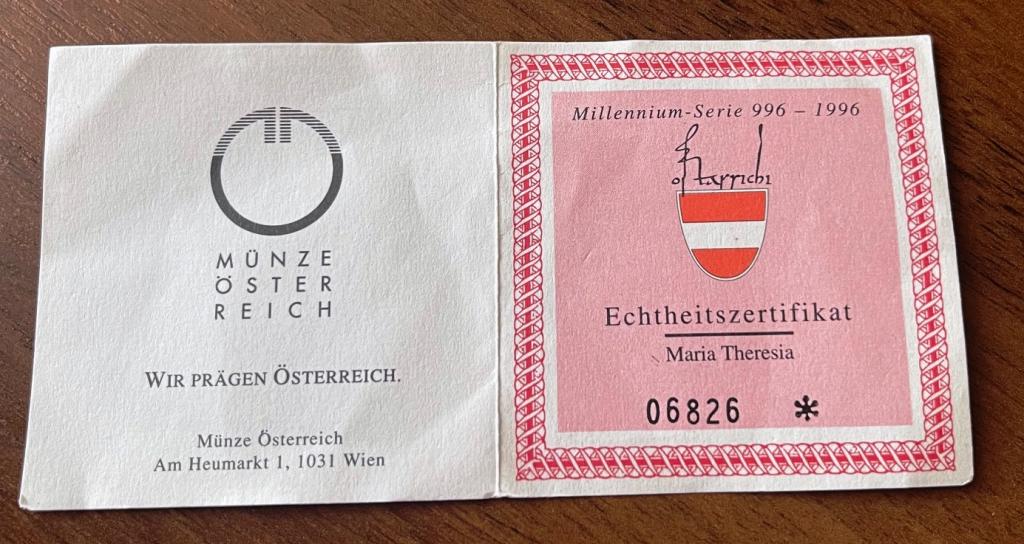 MÜNZE
ÖSTER
REICH
WIR PRÄGEN ÖSTERREICH.
Münze Österreich
Am Heumarkt 1, 1031 Wien
Millennium-Serie 996 – 1996
Echtheitszertifikat
Maria Theresia
06826 *